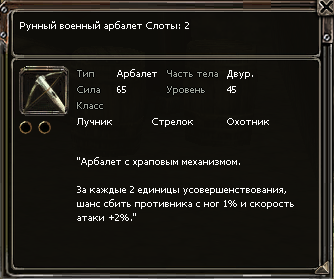 Рунный военный арбалет Слоты: 2
Тип Арбалет Часть тела Двур.
Сила 65 Уровень 45
Класс
Лучник Стрелок Охотник
"Арбалет с храповым механизмом.
За каждые 2 единицы усовершенствования,
шанс сбить противника с ног 1% и скорость
атаки +2%."